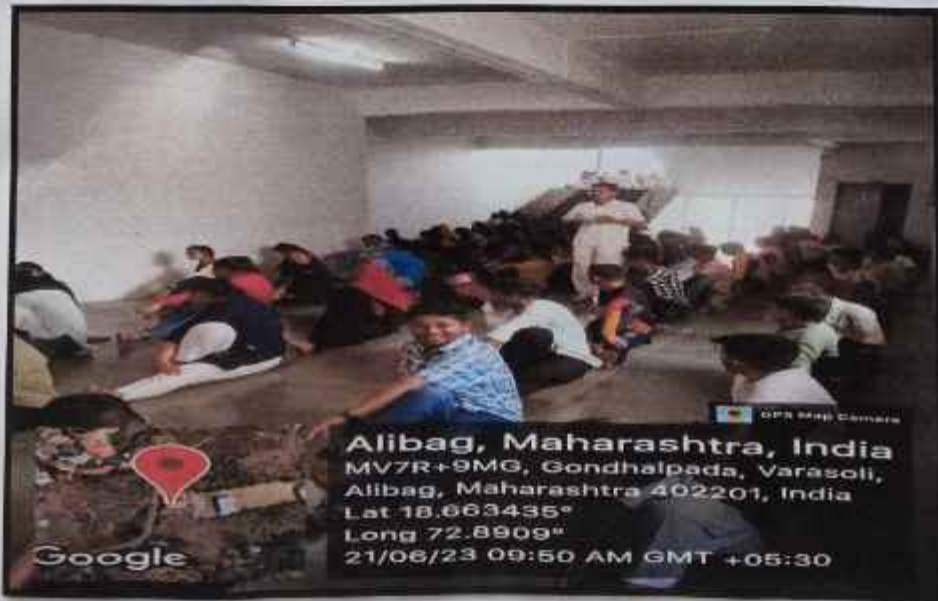 GPS Map Camera
Alibag, Maharashtra, India
MV7R+9MG, Gondhalpada, Varasoli,
Alibag, Maharashtra 402201, India
Lat 18.663435°
Long 72.8909°
21/06/23 09:50 AM GMT +05:30
Google